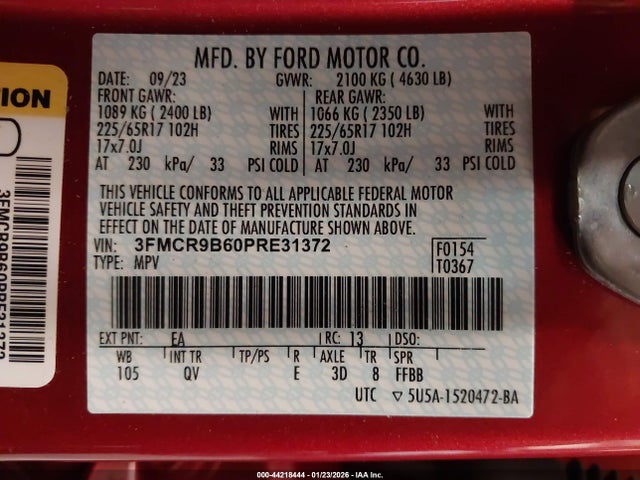 TION
3FMCR9B60PRE31372
MFD. BY FORD MOTOR CO.
DATE: 09/23 GVWR: 2100 KG ( 4630 LB)
FRONT GAWR: REAR GAWR:
1089 KG ( 2400 LB) WITH 1066 KG ( 2350 LB) WITH
225/65R17 102H TIRES 225/65R17 102H TIRES
17x7.0J RIMS 17x7.0J RIMS
AT 230 kPa/ 33 PSI COLD AT 230 kPa/ 33 PSI COLD
THIS VEHICLE CONFORMS TO ALL APPLICABLE FEDERAL MOTOR
VEHICLE SAFETY AND THEFT PREVENTION STANDARDS IN
EFFECT ON THE DATE OF MANUFACTURE SHOWN ABOVE.
VIN: 3FMCR9B60PRE31372 F0154
TYPE: MPV T0367
EXT PNT: EA RC: 13 DSO:
WB INT TR TP/PS R AXLE TR SPR
105 QV E 3D 8 FFBB
UTC ▽ 5U5A-1520472-BA
000-44218444 - 01/23/2026 - IAA Inc.